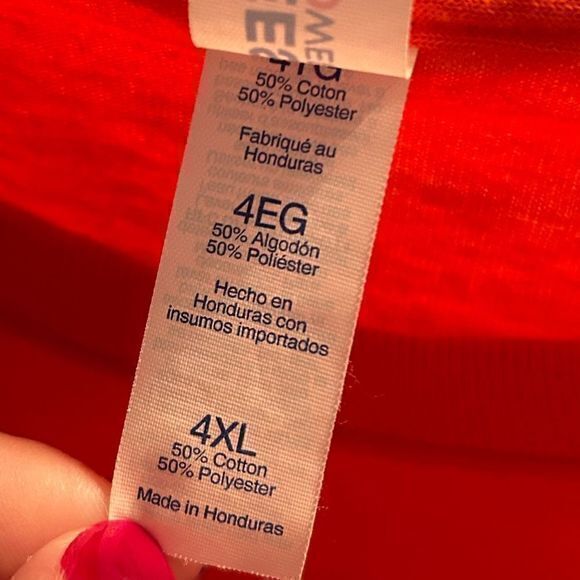 4TG
50% Coton
50% Polyester
Fabriqué au
Honduras
4EG
50% Algodón
50% Poliéster
Hecho en
Honduras con
insumos importados
4XL
50% Cotton
50% Polyester
Made in Honduras